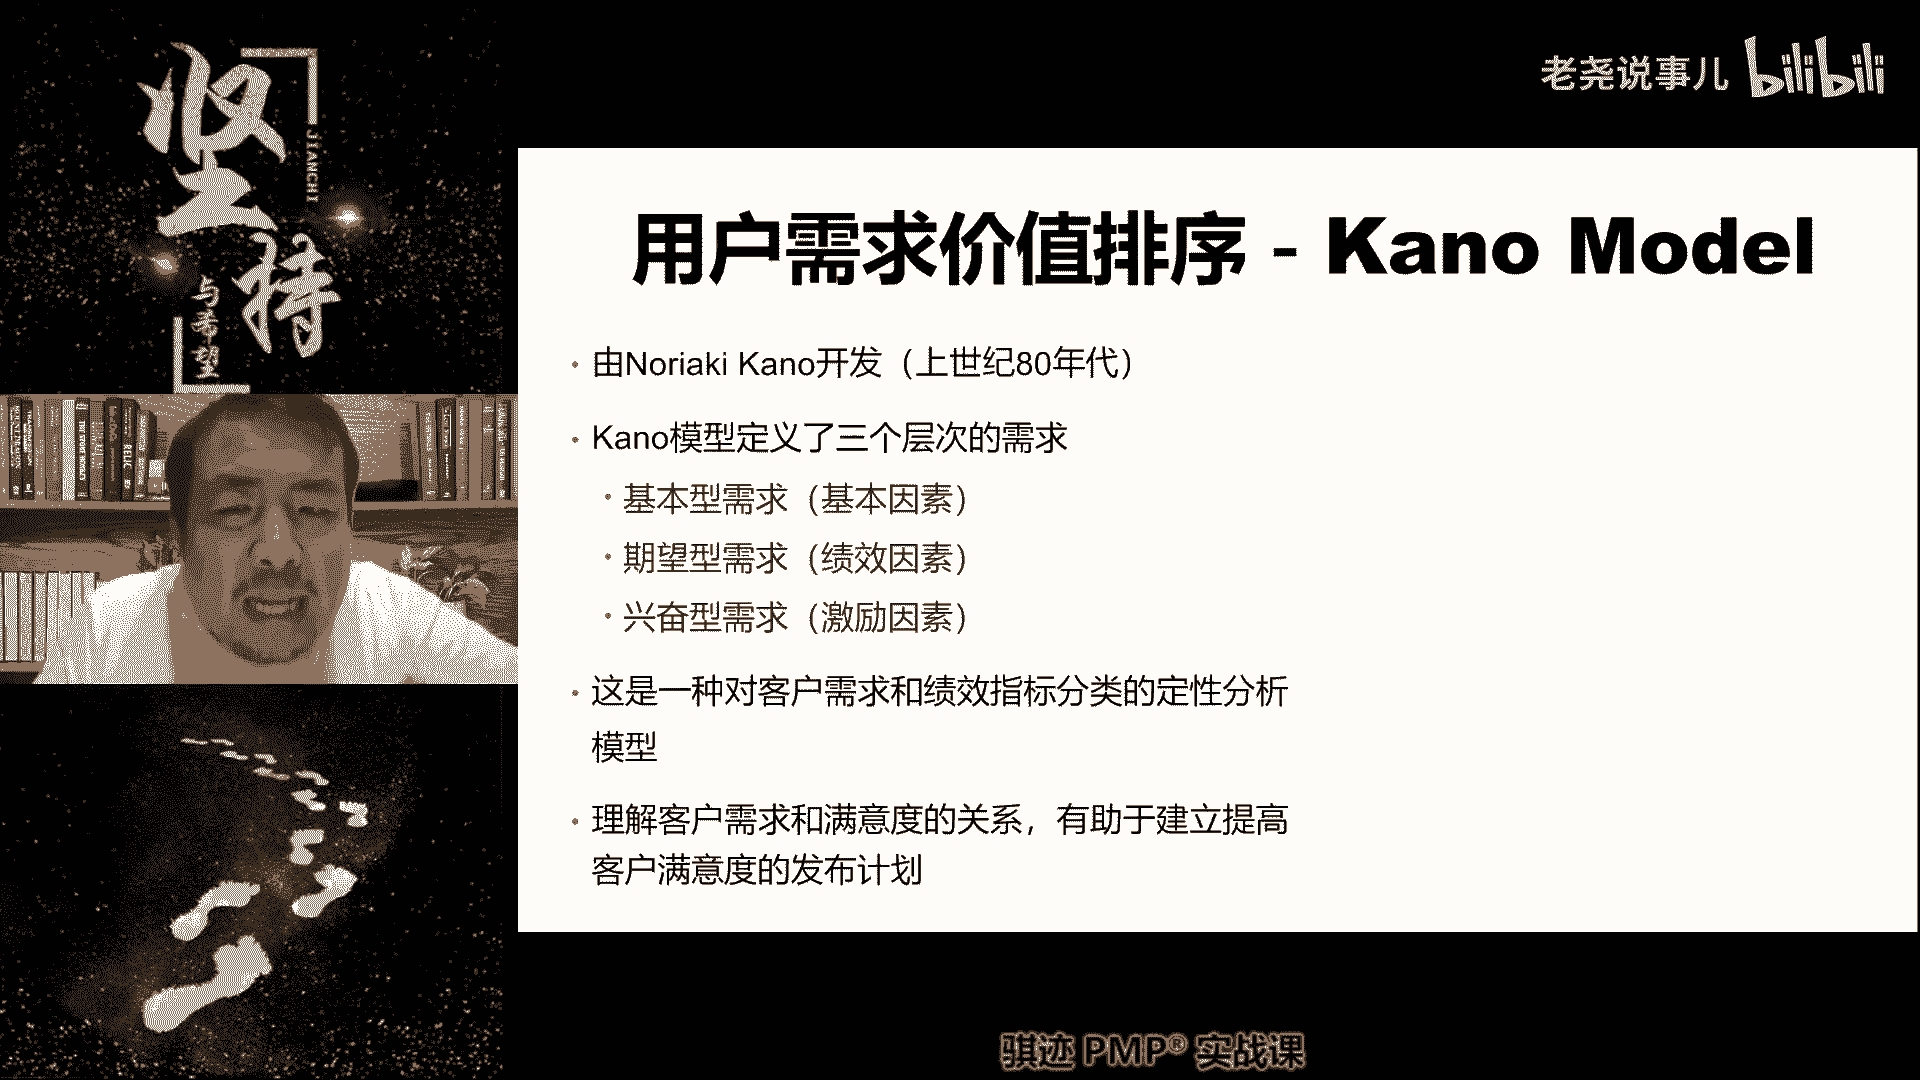 坚持
JIANCHI
与希望
老尧说事儿 bilibili
用户需求价值排序 - Kano Model
• 由Noriaki Kano开发（上世纪80年代）
• Kano模型定义了三个层次的需求
• 基本型需求（基本因素）
• 期望型需求（绩效因素）
• 兴奋型需求（激励因素）
• 这是一种对客户需求和绩效指标分类的定性分析
模型
• 理解客户需求和满意度的关系，有助于建立提高
客户满意度的发布计划
骐迹 PMP® 实战课